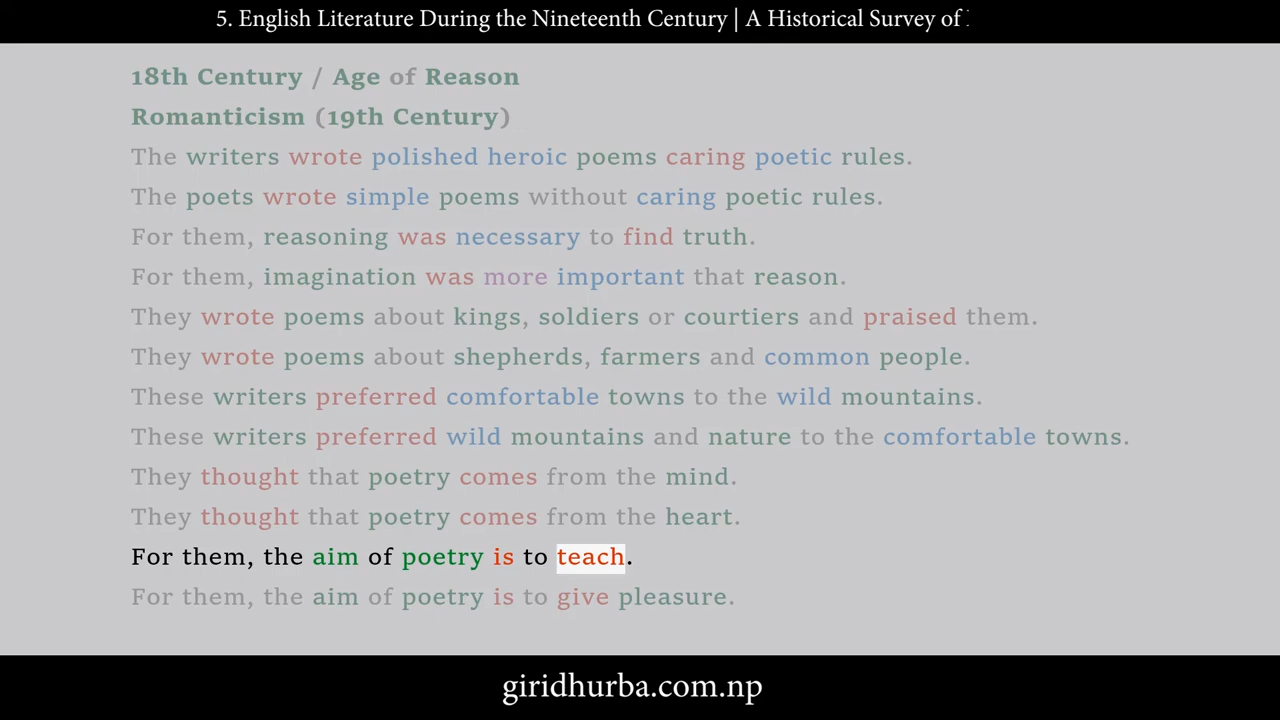 5. English Literature During the Nineteenth Century | A Historical Survey of
18th Century / Age of Reason
Romanticism (19th Century)
The writers wrote polished heroic poems caring poetic rules.
The poets wrote simple poems without caring poetic rules.
For them, reasoning was necessary to find truth.
For them, imagination was more important that reason.
They wrote poems about kings, soldiers or courtiers and praised them.
They wrote poems about shepherds, farmers and common people.
These writers preferred comfortable towns to the wild mountains.
These writers preferred wild mountains and nature to the comfortable towns.
They thought that poetry comes from the mind.
They thought that poetry comes from the heart.
For them, the aim of poetry is to teach.
For them, the aim of poetry is to give pleasure.
giridhurba.com.np